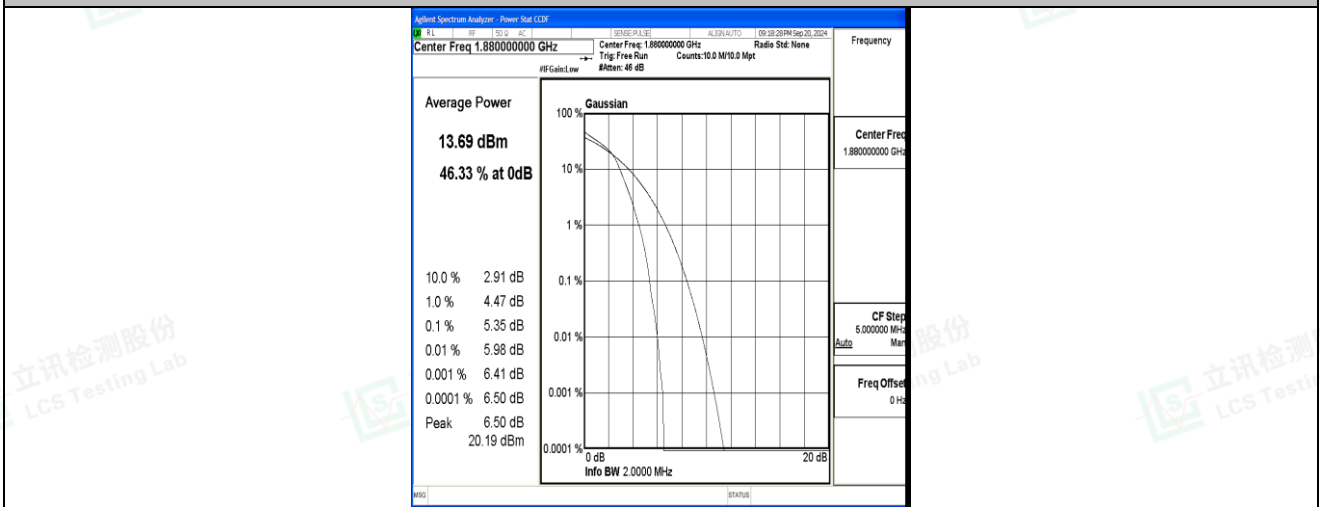 Agilent Spectrum Analyzer - Power Stat CCDF
RL RF 50 Ω AC SENSE:PULSE ALIGN AUTO 09:18:28 PM Sep 20, 2024
Center Freq 1.880000000 GHz
Center Freq: 1.880000000 GHz Radio Std: None
Trig: Free Run Counts:10.0 M/10.0 Mpt
#IFGain:Low #Atten: 46 dB
Frequency
Average Power
13.69 dBm
46.33 % at 0dB
10.0 % 2.91 dB
1.0 % 4.47 dB
0.1 % 5.35 dB
0.01 % 5.98 dB
0.001 % 6.41 dB
0.0001 % 6.50 dB
Peak 6.50 dB
20.19 dBm
Gaussian
100 %
10 %
1 %
0.1 %
0.01 %
0.001 %
0.0001 %
0 dB 20 dB
Info BW 2.0000 MHz
Center Freq
1.880000000 GHz
CF Step
5.000000 MHz
Auto Man
Freq Offset
0 Hz
MSG STATUS
立讯检测股份
LCS Testing Lab
股份
ng Lab
立讯检测
LCS Testi